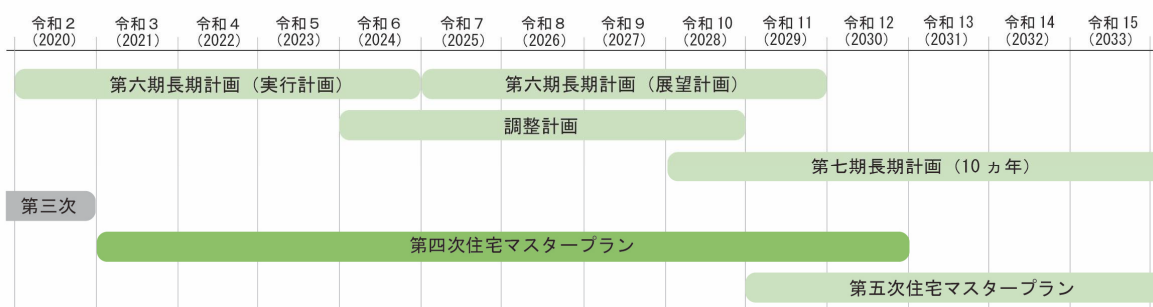 令和２ 令和３ 令和４ 令和５ 令和６ 令和７ 令和８ 令和９ 令和 10 令和 11 令和 12 令和 13 令和 14 令和 15
（2020） （2021） （2022） （2023） （2024） （2025） （2026） （2027） （2028） （2029） （2030） （2031） （2032） （2033）
第六期長期計画（実行計画） 第六期長期計画（展望計画）
調整計画
第七期長期計画（10 ヵ年）
第三次
第四次住宅マスタープラン
第五次住宅マスタープラン